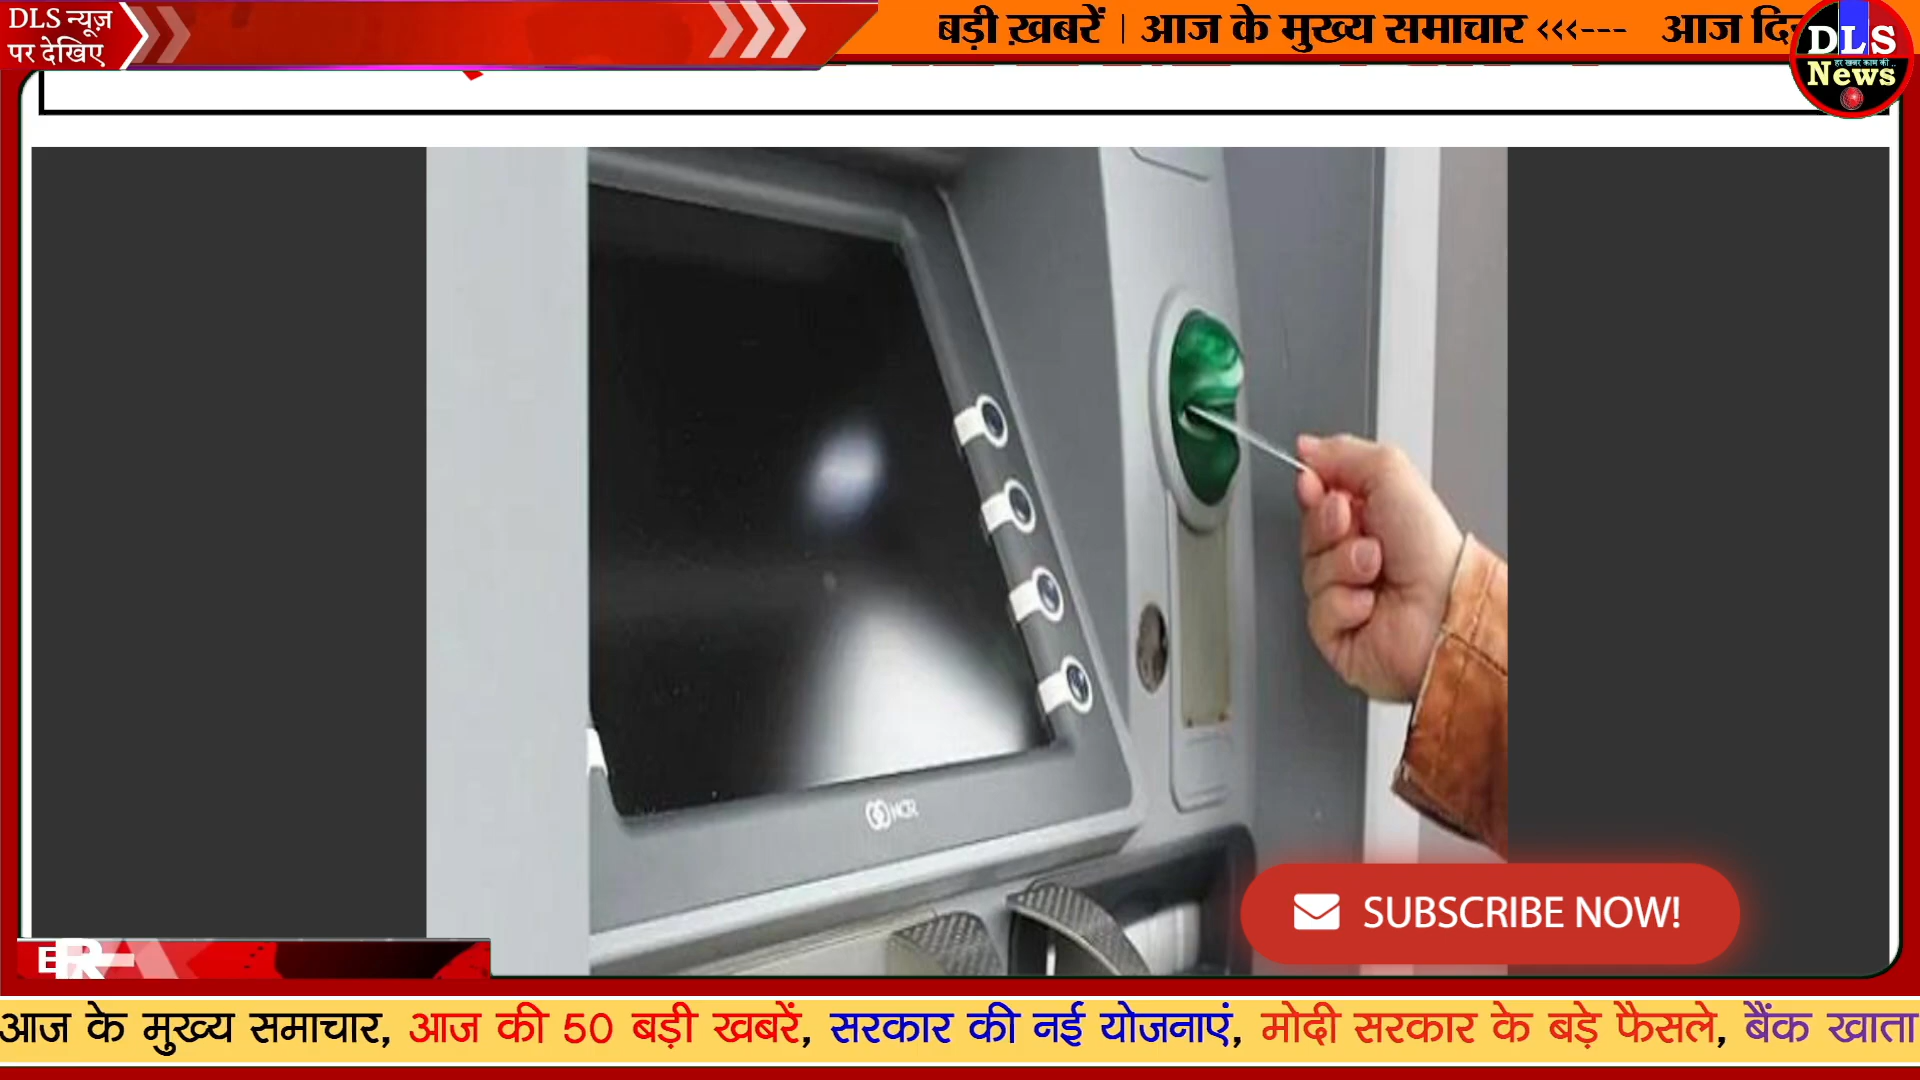 DLS न्यूज़
पर देखिए
बड़ी ख़बरें | आज के मुख्य समाचार <<<--- आज
DLS
News
NCR
SUBSCRIBE NOW!
आज के मुख्य समाचार, आज की 50 बड़ी खबरें, सरकार की नई योजनाएं, मोदी सरकार के बड़े फैसले, बैंक खाता